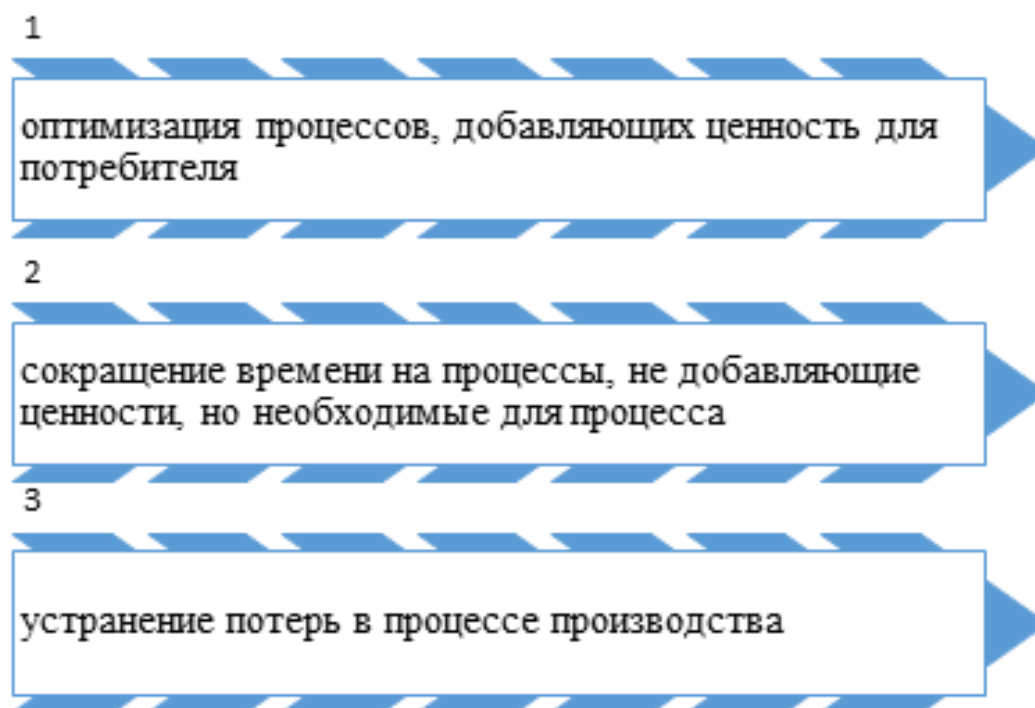 1
оптимизация процессов, добавляющих ценность для
потребителя
2
сокращение времени на процессы, не добавляющие
ценности, но необходимые для процесса
3
устранение потерь в процессе производства